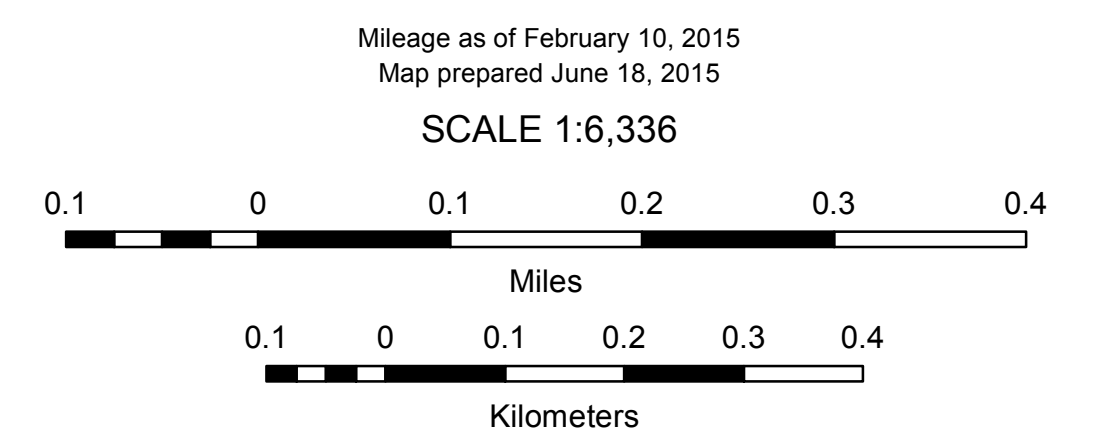 Mileage as of February 10, 2015
Map prepared June 18, 2015
SCALE 1:6,336
0.1 0 0.1 0.2 0.3 0.4
Miles
0.1 0 0.1 0.2 0.3 0.4
Kilometers